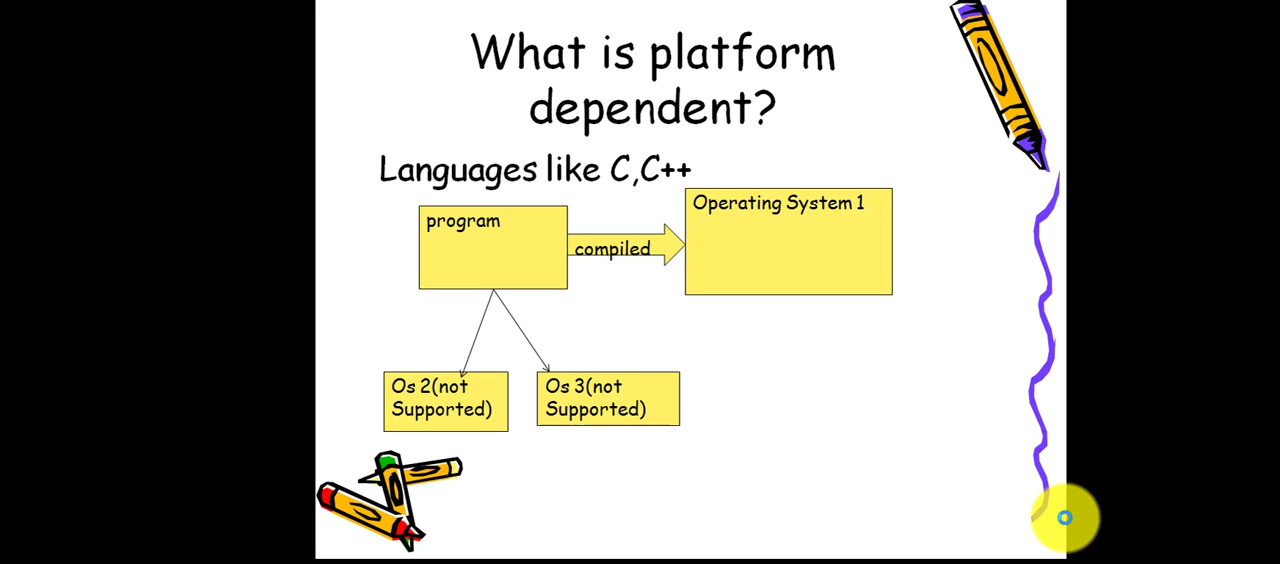 What is platform
dependent?
Languages like C,C++
program
compiled
Operating System 1
Os 2(not
Supported)
Os 3(not
Supported)